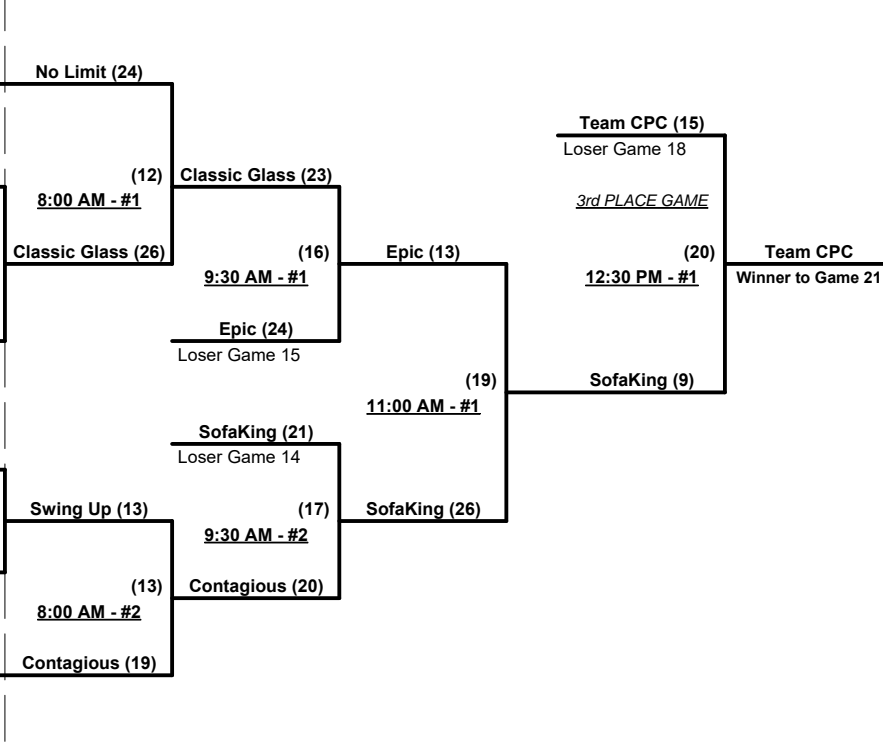 No Limit (24)
(12)
8:00 AM - #1
Classic Glass (26)
Classic Glass (23)
(16)
9:30 AM - #1
Epic (24)
Loser Game 15
Epic (13)
(19)
11:00 AM - #1
SofaKing (21)
Loser Game 14
(17)
9:30 AM - #2
SofaKing (26)
Swing Up (13)
(13)
8:00 AM - #2
Contagious (20)
Contagious (19)
Team CPC (15)
Loser Game 18
3rd PLACE GAME
(20)
12:30 PM - #1
SofaKing (9)
Team CPC
Winner to Game 21